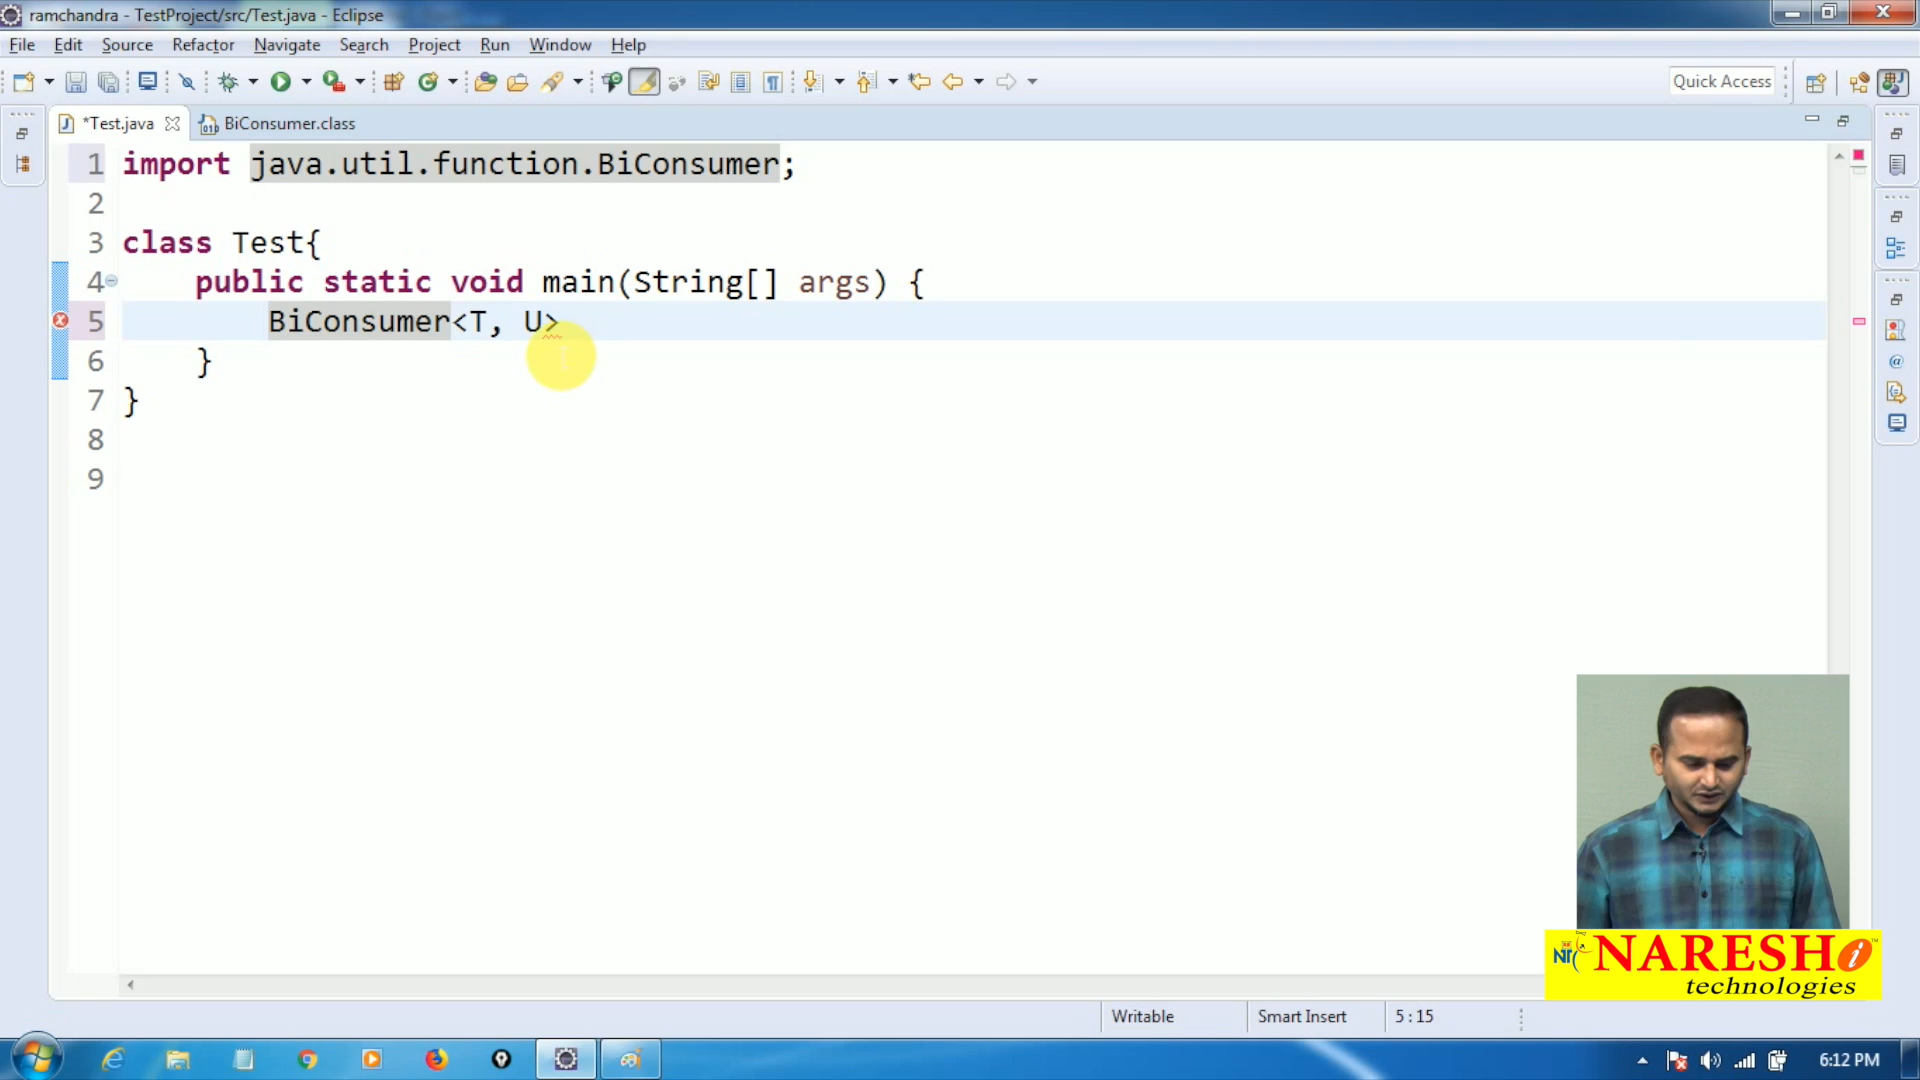 ramchandra - TestProject/src/Test.java - Eclipse
File Edit Source Refactor Navigate Search Project Run Window Help
Quick Access
*Test.java BiConsumer.class
1 import java.util.function.BiConsumer;
2
3 class Test{
4 public static void main(String[] args) {
5 BiConsumer<T, U>
6 }
7 }
8
9
NARESH i
technologies
Writable Smart Insert 5 : 15
6:12 PM